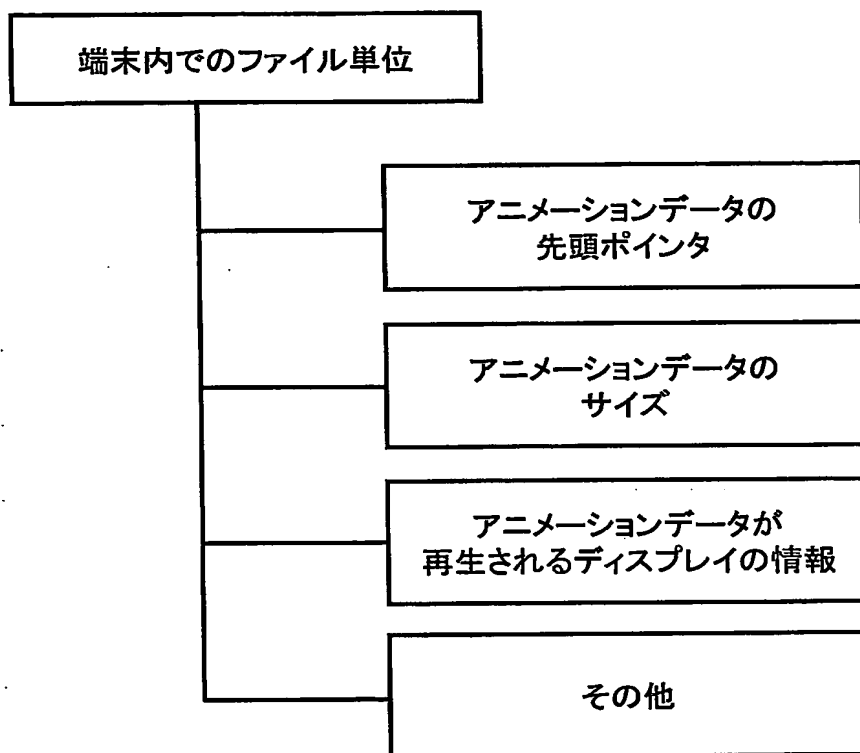 端末内でのファイル単位
アニメーションデータの
先頭ポインタ
アニメーションデータの
サイズ
アニメーションデータが
再生されるディスプレイの情報
その他